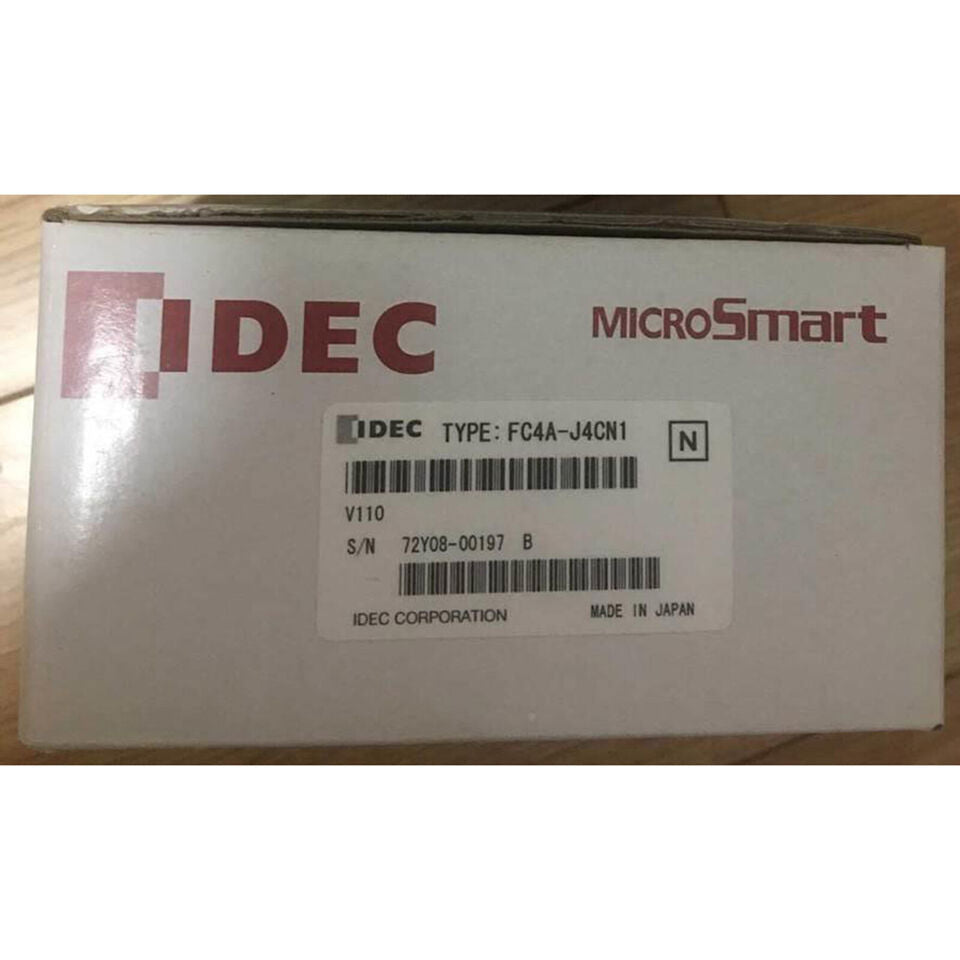 IDEC
MICROSmart
IDEC TYPE: FC4A-J4CN1 N
V110
S/N 72Y08-00197 B
IDEC CORPORATION MADE IN JAPAN